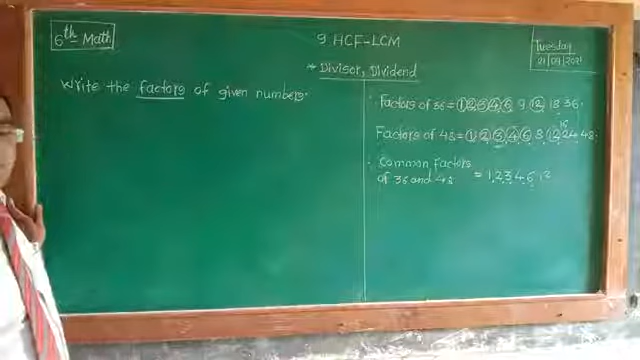 6th Math
9 HCF-LCM
Tuesday
21/09/2021
* Divisor, Dividend
Write the factors of given numbers.
Factors of 36 = 1, 2, 3, 4, 6, 9, 12, 18 36.
16
Factors of 48 = 1, 2, 3, 4, 6, 8, 12, 24, 48.
Common factors
of 36 and 48 = 1, 2, 3, 4, 6, 12